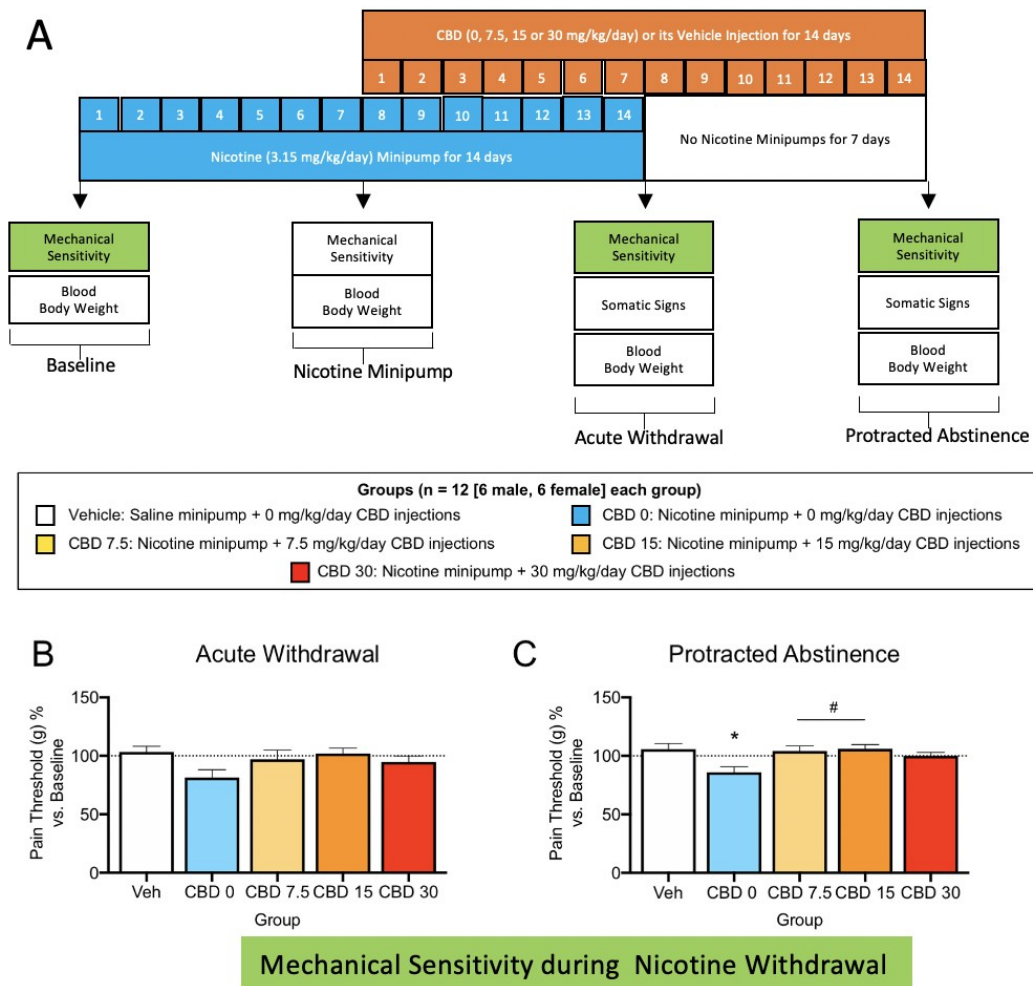 A
CBD (0, 7.5, 15 or 30 mg/kg/day) or its Vehicle Injection for 14 days
1 2 3 4 5 6 7 8 9 10 11 12 13 14
1 2 3 4 5 6 7 8 9 10 11 12 13 14
Nicotine (3.15 mg/kg/day) Minipump for 14 days
No Nicotine Minipumps for 7 days
Mechanical
Sensitivity
Blood
Body Weight
Baseline
Mechanical
Sensitivity
Blood
Body Weight
Nicotine Minipump
Mechanical
Sensitivity
Somatic Signs
Blood
Body Weight
Acute Withdrawal
Mechanical
Sensitivity
Somatic Signs
Blood
Body Weight
Protracted Abstinence
Groups (n = 12 [6 male, 6 female] each group)
Vehicle: Saline minipump + 0 mg/kg/day CBD injections
CBD 0: Nicotine minipump + 0 mg/kg/day CBD injections
CBD 7.5: Nicotine minipump + 7.5 mg/kg/day CBD injections
CBD 15: Nicotine minipump + 15 mg/kg/day CBD injections
CBD 30: Nicotine minipump + 30 mg/kg/day CBD injections
B
Acute Withdrawal
Pain Threshold (g) %
vs. Baseline
150
100
50
0
Veh CBD 0 CBD 7.5 CBD 15 CBD 30
Group
C
Protracted Abstinence
Pain Threshold (g) %
vs. Baseline
150
100
50
0
*
#
Veh CBD 0 CBD 7.5 CBD 15 CBD 30
Group
Mechanical Sensitivity during Nicotine Withdrawal